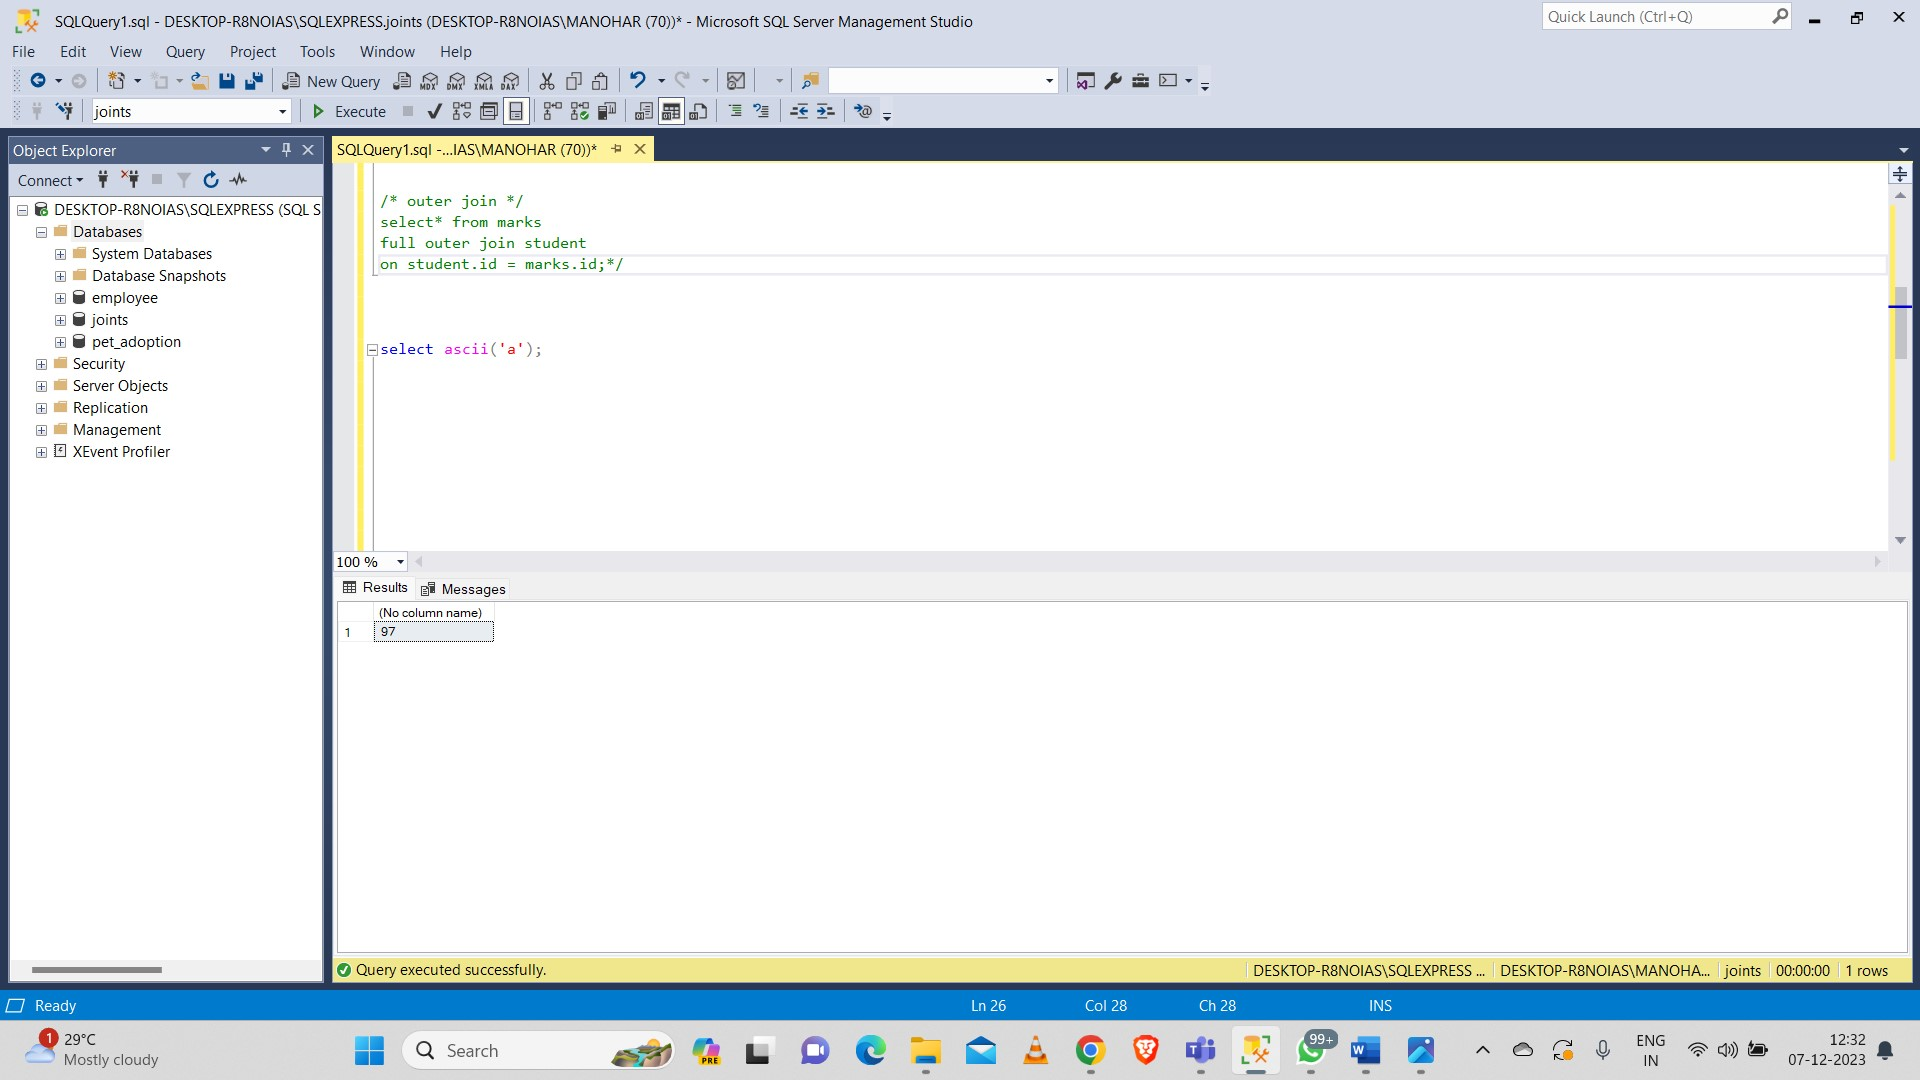 SQLQuery1.sql - DESKTOP-R8NOIAS\SQLEXPRESS.joints (DESKTOP-R8NOIAS\MANOHAR (70))* - Microsoft SQL Server Management Studio
Quick Launch (Ctrl+Q)
File Edit View Query Project Tools Window Help
New Query MDX DMX XMLA DAX
joints Execute
Object Explorer
SQLQuery1.sql -...IAS\MANOHAR (70))*
Connect
DESKTOP-R8NOIAS\SQLEXPRESS (SQL S
Databases
System Databases
Database Snapshots
employee
joints
pet_adoption
Security
Server Objects
Replication
Management
XEvent Profiler
/* outer join */
select* from marks
full outer join student
on student.id = marks.id;*/
select ascii('a');
100 %
Results Messages
(No column name)
1 97
Query executed successfully.
DESKTOP-R8NOIAS\SQLEXPRESS ... DESKTOP-R8NOIAS\MANOHA... joints 00:00:00 1 rows
Ready Ln 26 Col 28 Ch 28 INS
1 29°C
Mostly cloudy
Search
PRE
99+
ENG
IN
12:32
07-12-2023